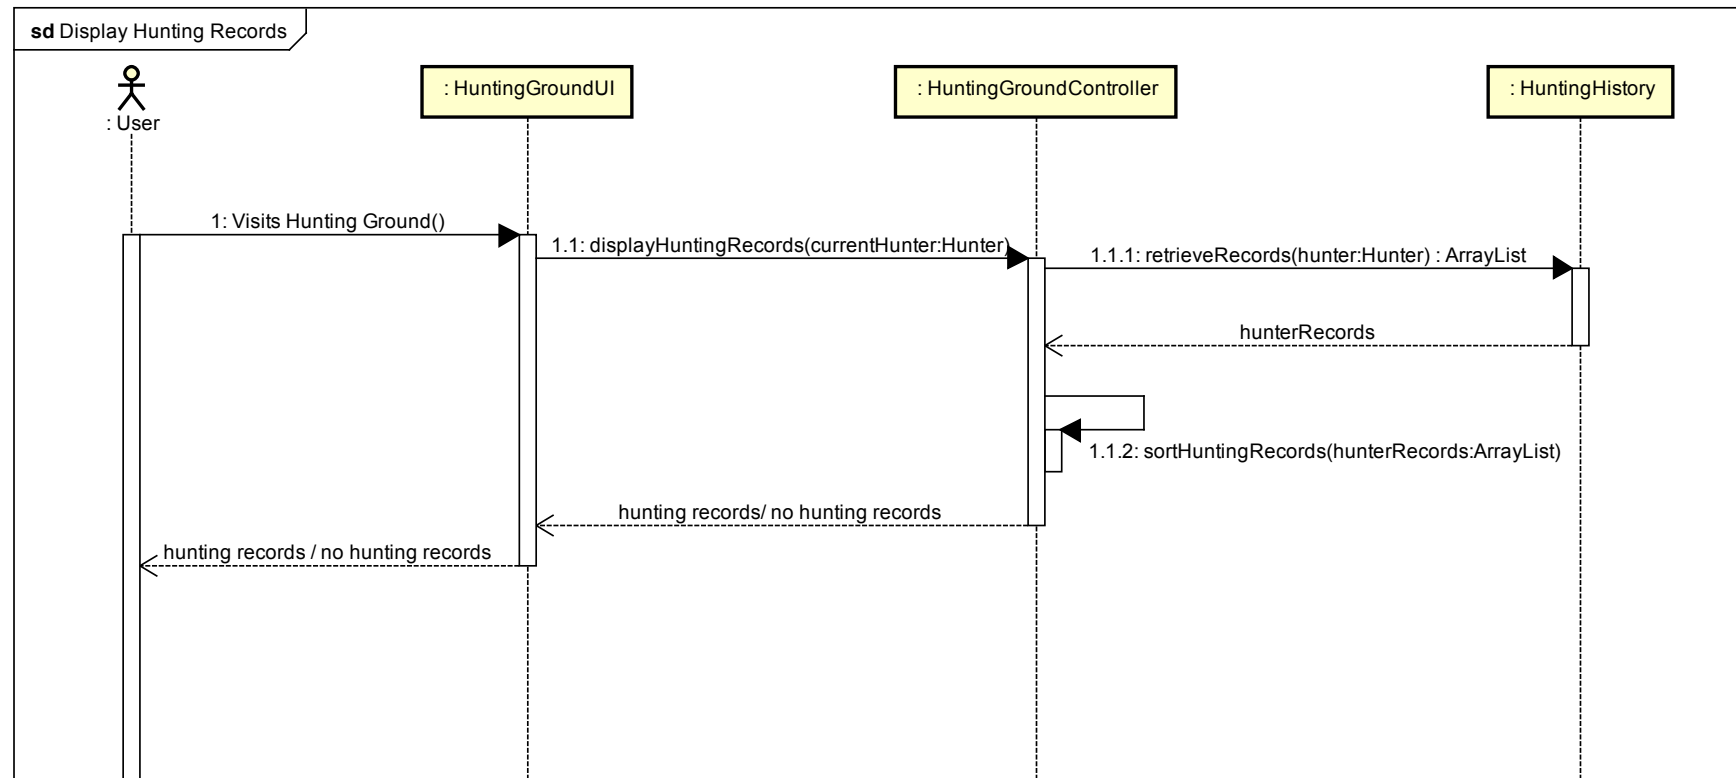 sd Display Hunting Records
: User
: HuntingGroundUI
: HuntingGroundController
: HuntingHistory
1: Visits Hunting Ground()
1.1: displayHuntingRecords(currentHunter:Hunter)
1.1.1: retrieveRecords(hunter:Hunter) : ArrayList
hunterRecords
1.1.2: sortHuntingRecords(hunterRecords:ArrayList)
hunting records/ no hunting records
hunting records / no hunting records